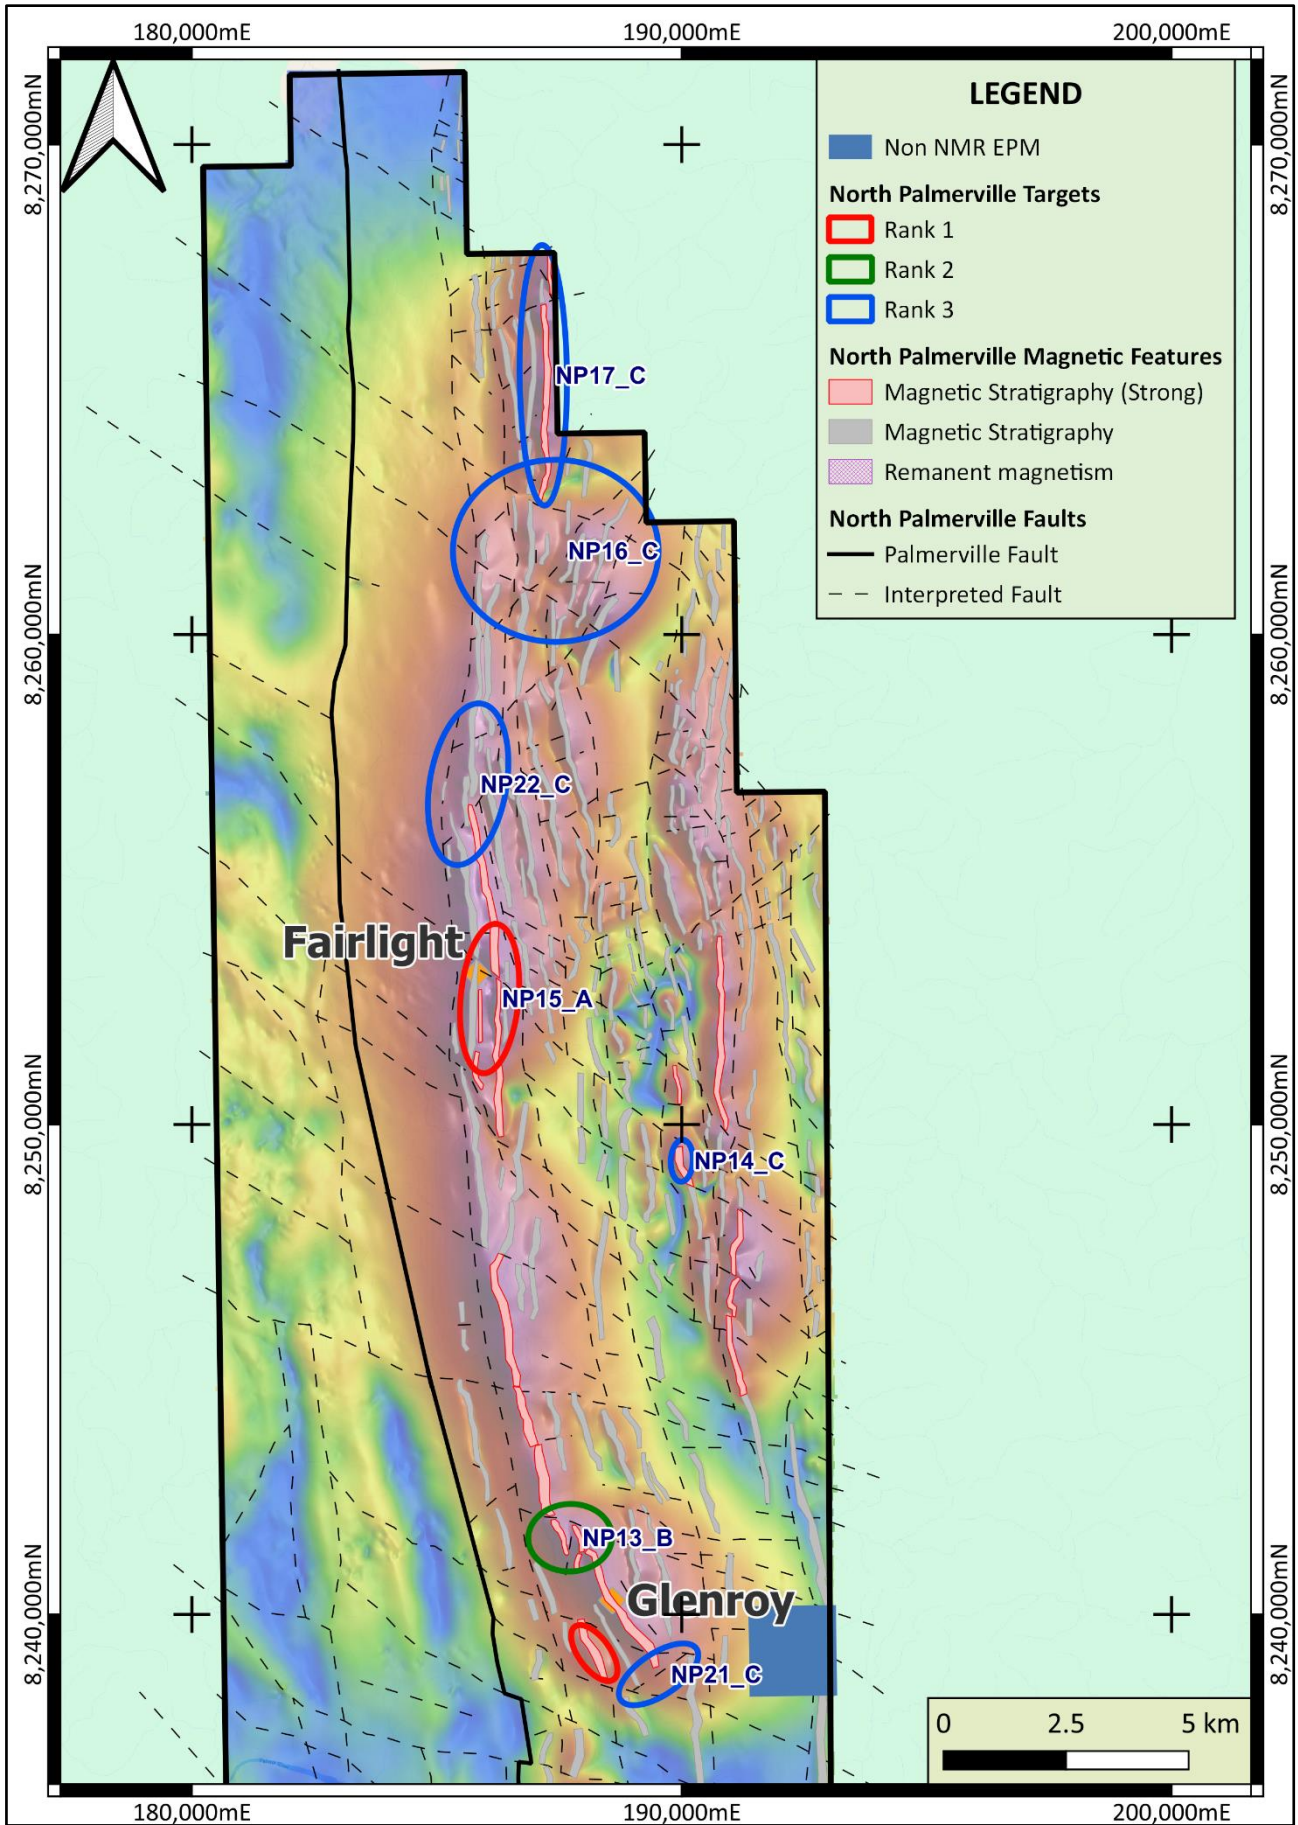 180,000mE
190,000mE
200,000mE
8,270,000mN
8,270,000mN
LEGEND
Non NMR EPM
North Palmerville Targets
Rank 1
Rank 2
Rank 3
North Palmerville Magnetic Features
Magnetic Stratigraphy (Strong)
Magnetic Stratigraphy
Remanent magnetism
North Palmerville Faults
Palmerville Fault
Interpreted Fault
NP17_C
NP16_C
8,260,000mN
8,260,000mN
NP22_C
Fairlight
NP15_A
8,250,000mN
8,250,000mN
NP14_C
NP13_B
Glenroy
8,240,000mN
8,240,000mN
NP21_C
0 2.5 5 km
180,000mE
190,000mE
200,000mE